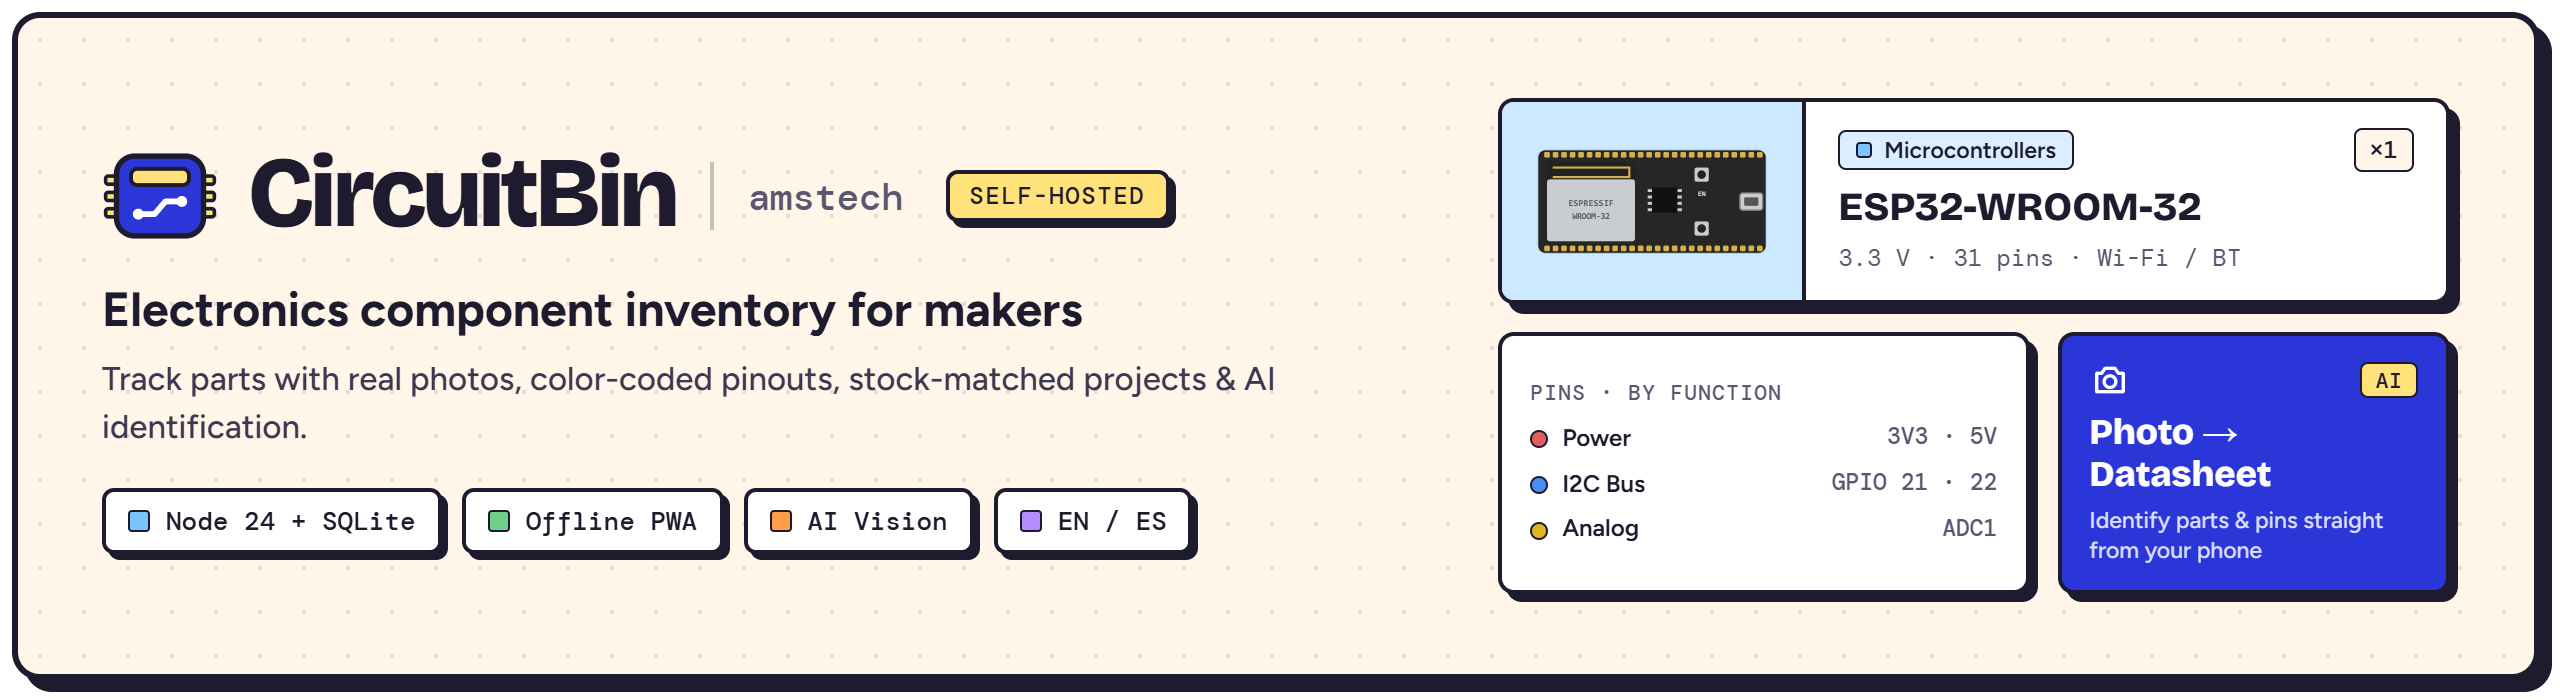 CircuitBin
amstech
SELF-HOSTED
Electronics component inventory for makers
Track parts with real photos, color-coded pinouts, stock-matched projects & AI
identification.
Node 24 + SQLite
Offline PWA
AI Vision
EN / ES
ESPRESSIF
WROOM-32
EN
Microcontrollers
×1
ESP32-WROOM-32
3.3 V · 31 pins · Wi-Fi / BT
PINS · BY FUNCTION
Power 3V3 · 5V
I2C Bus GPIO 21 · 22
Analog ADC1
AI
Photo →
Datasheet
Identify parts & pins straight
from your phone